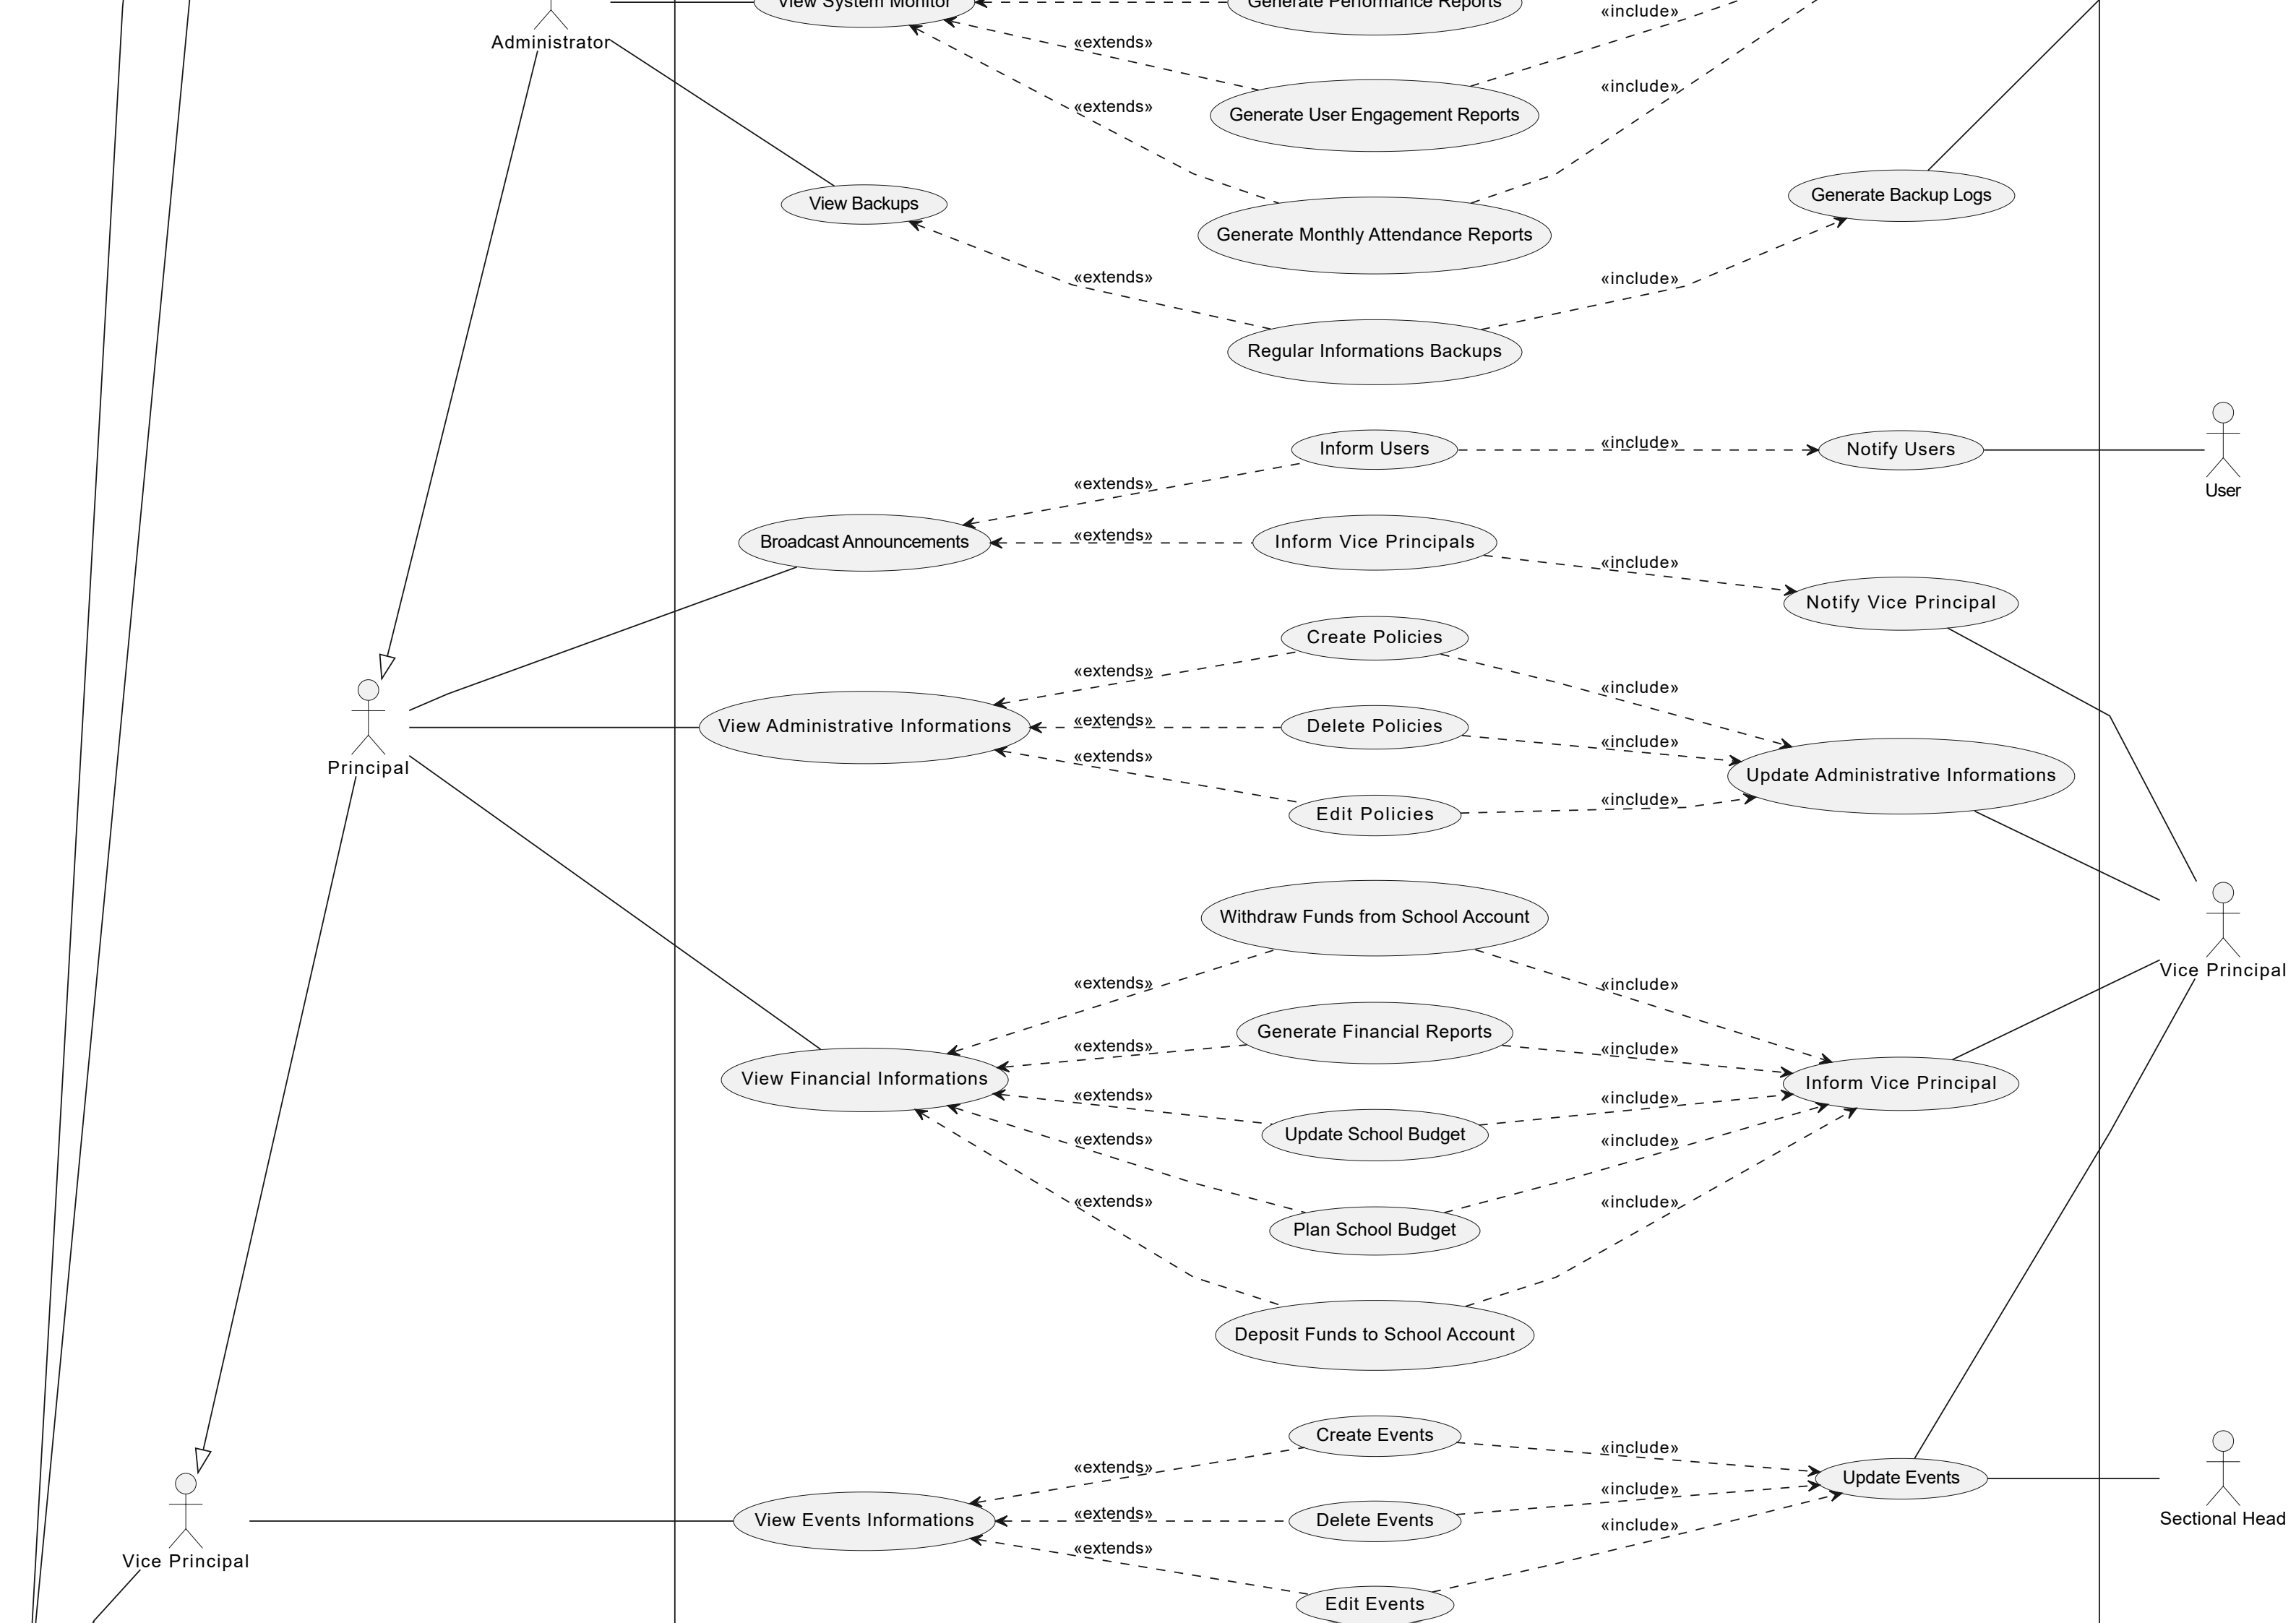 View System Monitor
Generate Performance Reports
«include»
Administrator
«extends»
«include»
«extends»
Generate User Engagement Reports
View Backups
Generate Backup Logs
Generate Monthly Attendance Reports
«extends»
«include»
Regular Informations Backups
Inform Users
«include»
Notify Users
«extends»
User
Broadcast Announcements
«extends»
Inform Vice Principals
«include»
Notify Vice Principal
Create Policies
«extends»
«include»
View Administrative Informations
«extends»
Delete Policies
«include»
«extends»
Principal
Update Administrative Informations
«include»
Edit Policies
Withdraw Funds from School Account
Vice Principal
«extends»
«include»
Generate Financial Reports
«extends»
«include»
View Financial Informations
Inform Vice Principal
«extends»
«include»
Update School Budget
«extends»
«include»
«extends»
«include»
Plan School Budget
Deposit Funds to School Account
Create Events
«include»
«extends»
Update Events
«include»
View Events Informations
«extends»
Delete Events
Sectional Head
«include»
«extends»
Vice Principal
Edit Events